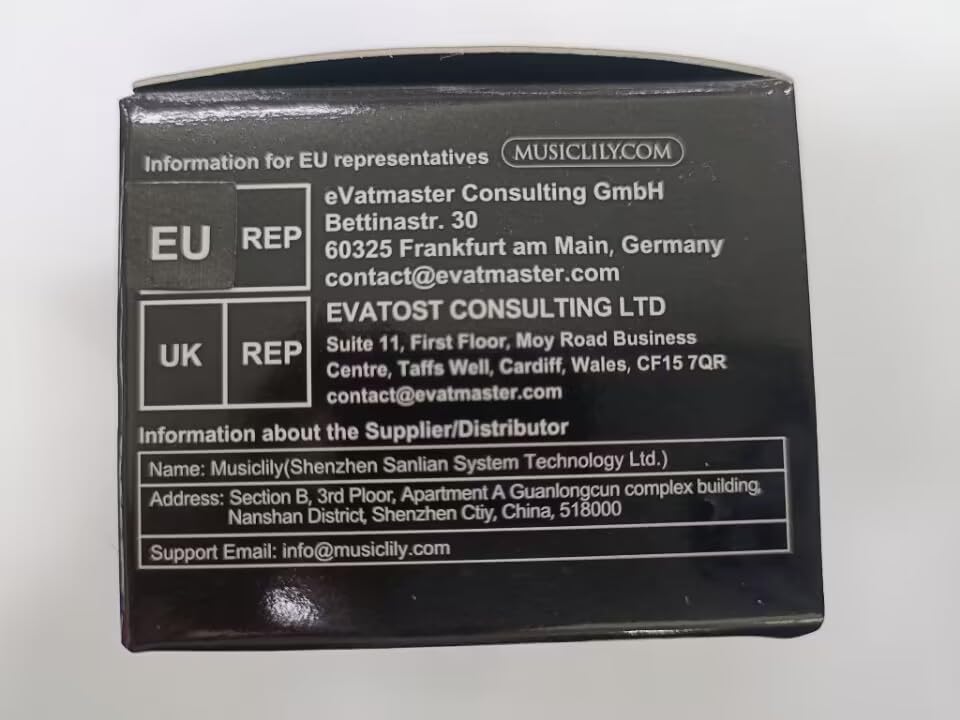 Information for EU representatives MUSICLILY.COM
EU REP
eVatmaster Consulting GmbH
Bettinastr. 30
60325 Frankfurt am Main, Germany
contact@evatmaster.com
UK REP
EVATOST CONSULTING LTD
Suite 11, First Floor, Moy Road Business
Centre, Taffs Well, Cardiff, Wales, CF15 7QR
contact@evatmaster.com
Information about the Supplier/Distributor
Name: Musiclily(Shenzhen Sanlian System Technology Ltd.)
Address: Section B, 3rd Ploor, Apartment A Guanlongcun complex building,
Nanshan District, Shenzhen Ctiy, China, 518000
Support Email: info@musiclily.com